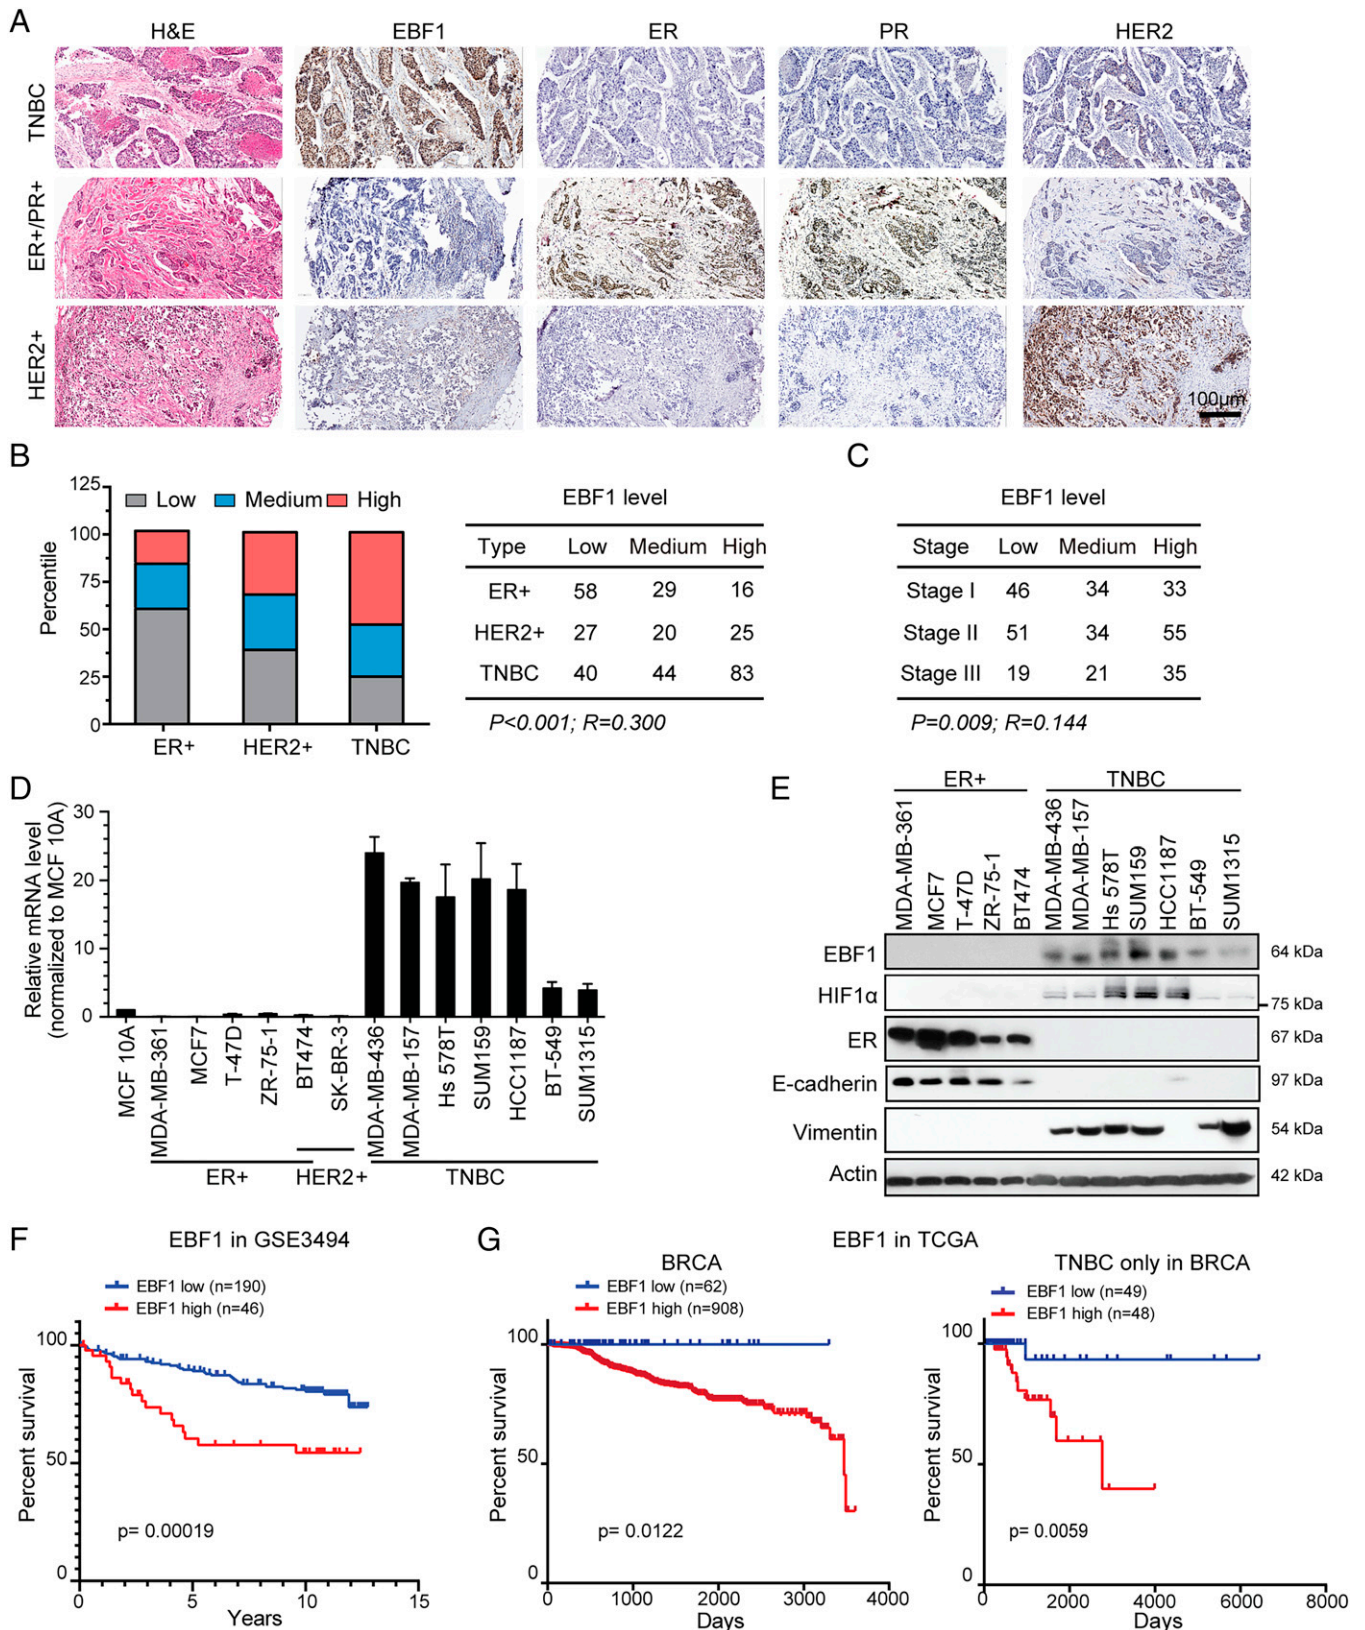 A
H&E EBF1 ER PR HER2
TNBC
ER+/PR+
HER2+
100µm
B
Percentile
125
100
75
50
25
0
Low Medium High
ER+ HER2+ TNBC
EBF1 level
Type Low Medium High
ER+ 58 29 16
HER2+ 27 20 25
TNBC 40 44 83
P<0.001; R=0.300
C
EBF1 level
Stage Low Medium High
Stage I 46 34 33
Stage II 51 34 55
Stage III 19 21 35
P=0.009; R=0.144
D
Relative mRNA level
(normalized to MCF 10A)
30
20
10
0
MCF 10A
MDA-MB-361
MCF7
T-47D
ZR-75-1
BT474
SK-BR-3
MDA-MB-436
MDA-MB-157
Hs 578T
SUM159
HCC1187
BT-549
SUM1315
ER+ HER2+ TNBC
E
ER+ TNBC
MDA-MB-361
MCF7
T-47D
ZR-75-1
BT474
MDA-MB-436
MDA-MB-157
Hs 578T
SUM159
HCC1187
BT-549
SUM1315
EBF1 64 kDa
HIF1α 75 kDa
ER 67 kDa
E-cadherin 97 kDa
Vimentin 54 kDa
Actin 42 kDa
F
EBF1 in GSE3494
EBF1 low (n=190)
EBF1 high (n=46)
Percent survival
100
50
0
p= 0.00019
0 5 10 15
Years
G
EBF1 in TCGA
BRCA
EBF1 low (n=62)
EBF1 high (n=908)
Percent survival
100
50
0
p= 0.0122
0 1000 2000 3000 4000
Days
TNBC only in BRCA
EBF1 low (n=49)
EBF1 high (n=48)
Percent survival
100
50
0
p= 0.0059
0 2000 4000 6000 8000
Days